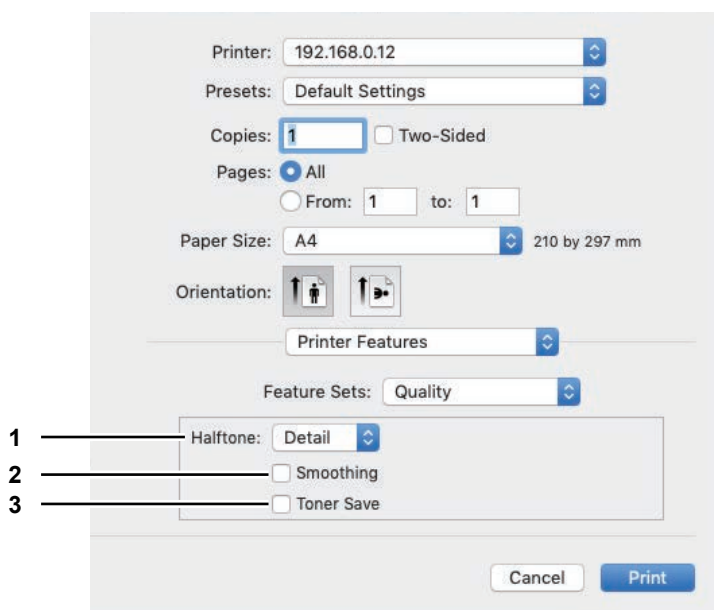 Printer: 192.168.0.12
Presets: Default Settings
Copies: 1 Two-Sided
Pages: All
From: 1 to: 1
Paper Size: A4 210 by 297 mm
Orientation:
Printer Features
Feature Sets: Quality
1 Halftone: Detail
2 Smoothing
3 Toner Save
Cancel Print